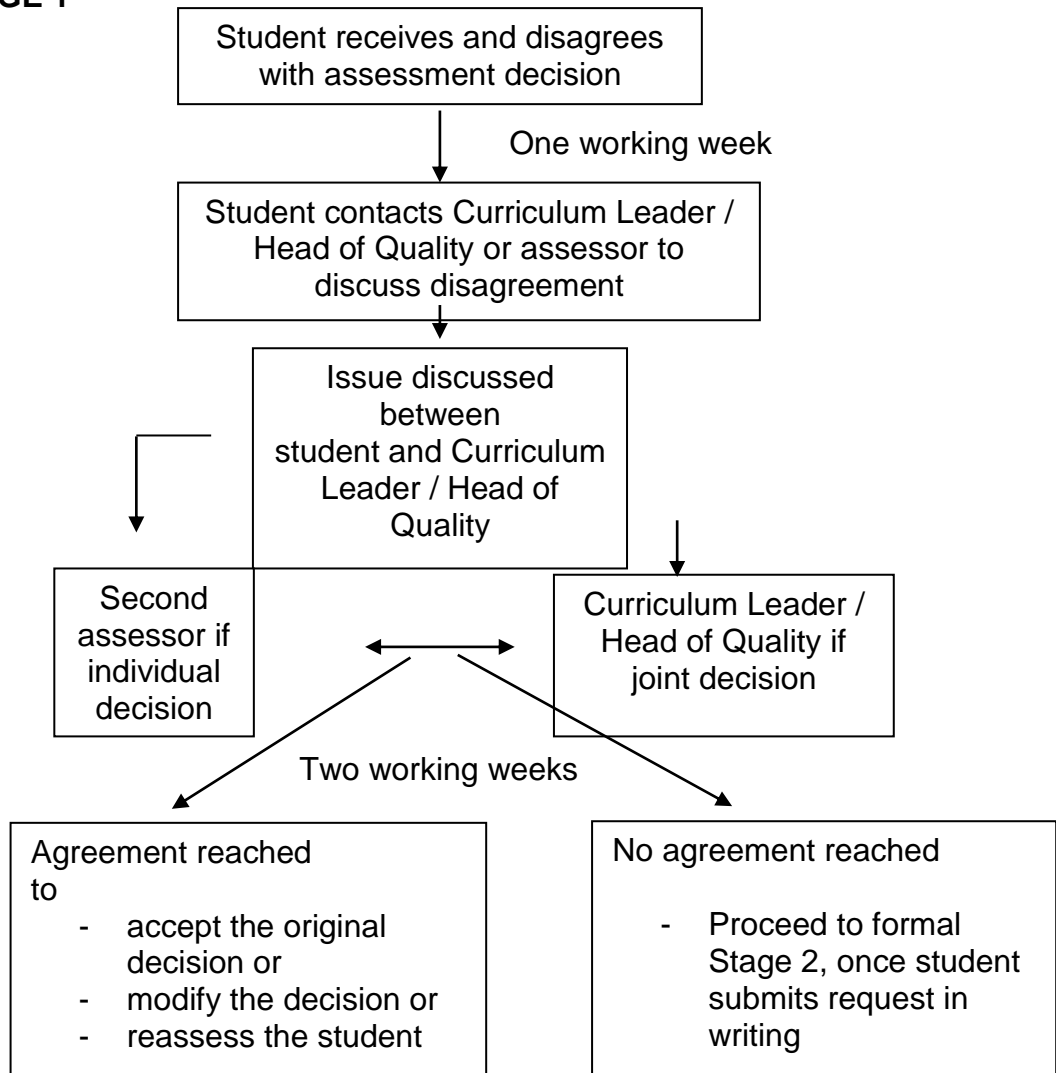 Student receives and disagrees
with assessment decision
One working week
Student contacts Curriculum Leader /
Head of Quality or assessor to
discuss disagreement
Issue discussed
between
student and Curriculum
Leader / Head of
Quality
Second
assessor if
individual
decision
Curriculum Leader /
Head of Quality if
joint decision
Two working weeks
Agreement reached
to
- accept the original
decision or
- modify the decision or
- reassess the student
No agreement reached
- Proceed to formal
Stage 2, once student
submits request in
writing